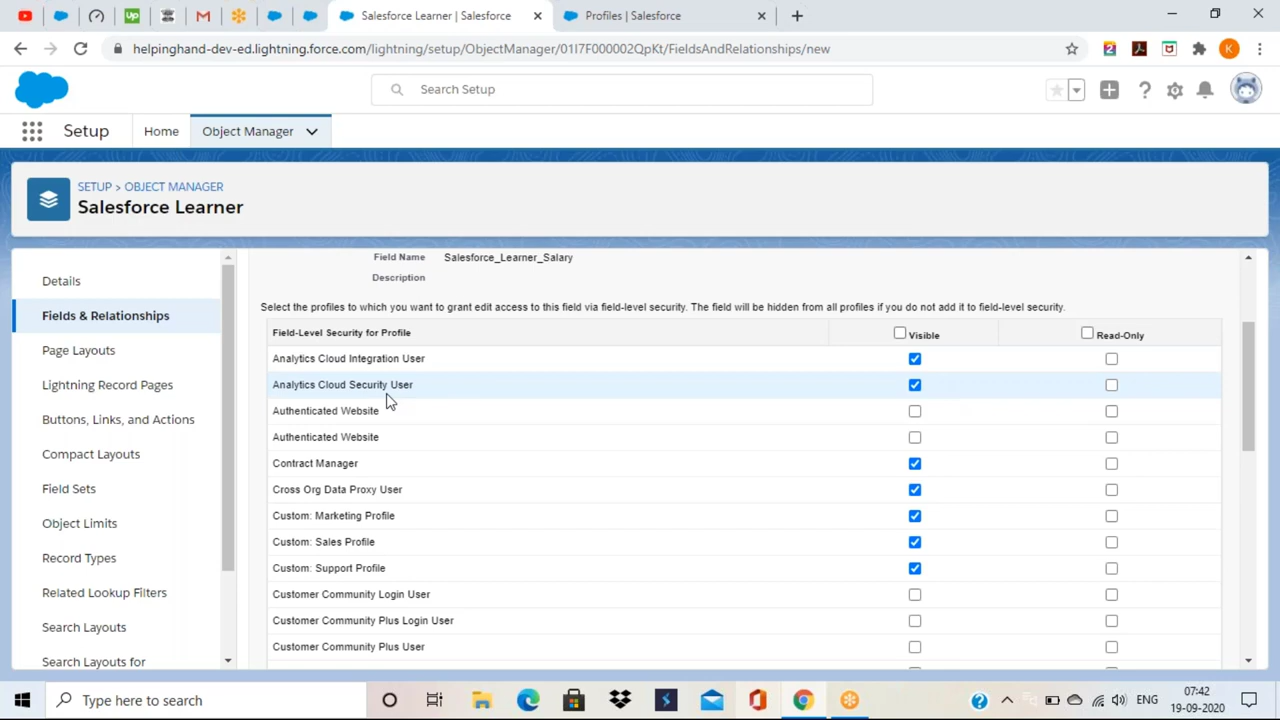 Up
Salesforce Learner | Salesforce
Profiles | Salesforce
helpinghand-dev-ed.lightning.force.com/lightning/setup/ObjectManager/01I7F000002QpKt/FieldsAndRelationships/new
K
Search Setup
Setup
Home
Object Manager
SETUP > OBJECT MANAGER
Salesforce Learner
Details
Fields & Relationships
Page Layouts
Lightning Record Pages
Buttons, Links, and Actions
Compact Layouts
Field Sets
Object Limits
Record Types
Related Lookup Filters
Search Layouts
Search Layouts for
Field Name Salesforce_Learner_Salary
Description
Select the profiles to which you want to grant edit access to this field via field-level security. The field will be hidden from all profiles if you do not add it to field-level security.
Field-Level Security for Profile Visible Read-Only
Analytics Cloud Integration User
Analytics Cloud Security User
Authenticated Website
Authenticated Website
Contract Manager
Cross Org Data Proxy User
Custom: Marketing Profile
Custom: Sales Profile
Custom: Support Profile
Customer Community Login User
Customer Community Plus Login User
Customer Community Plus User
Type here to search
ENG
07:42
19-09-2020